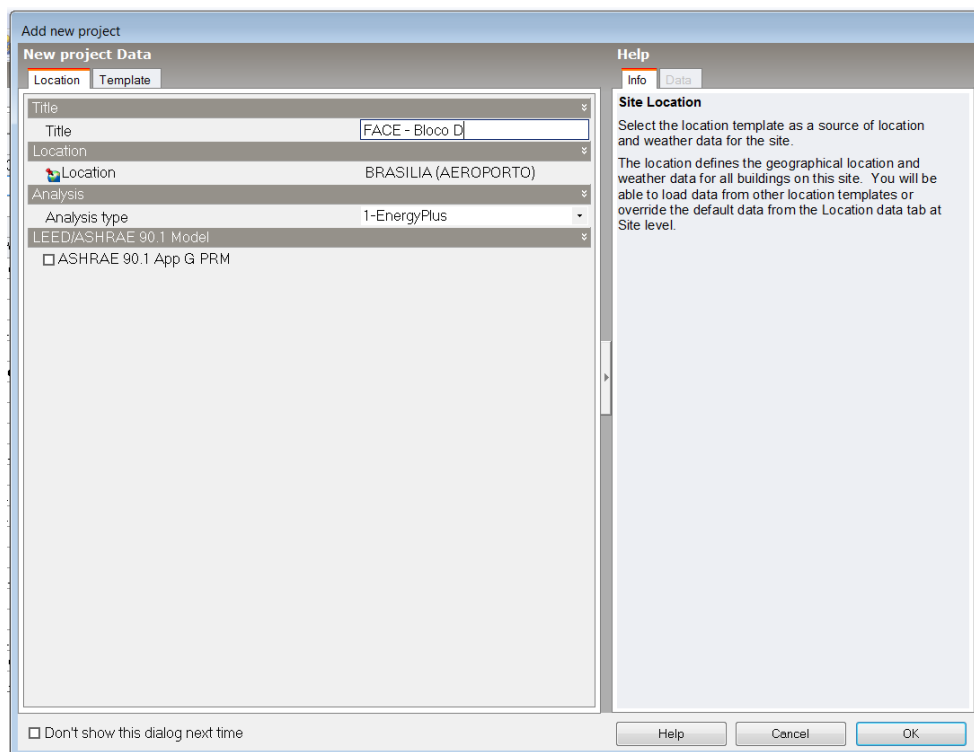 Add new project
New project Data
Location Template
Title
Title FACE - Bloco D
Location
Location BRASILIA (AEROPORTO)
Analysis
Analysis type 1-EnergyPlus
LEED/ASHRAE 90.1 Model
ASHRAE 90.1 App G PRM
Don't show this dialog next time
Help
Info Data
Site Location
Select the location template as a source of location
and weather data for the site.
The location defines the geographical location and
weather data for all buildings on this site. You will be
able to load data from other location templates or
override the default data from the Location data tab at
Site level.
Help Cancel OK